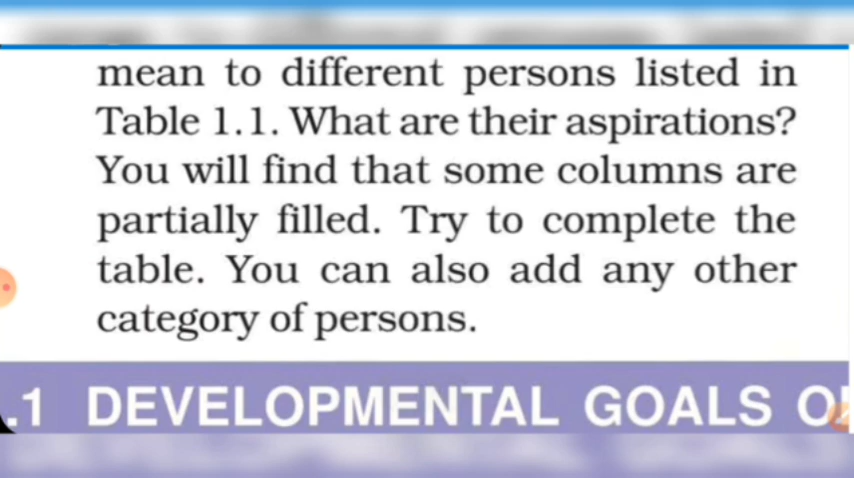 mean to different persons listed in
Table 1.1. What are their aspirations?
You will find that some columns are
partially filled. Try to complete the
table. You can also add any other
category of persons.
.1 DEVELOPMENTAL GOALS O